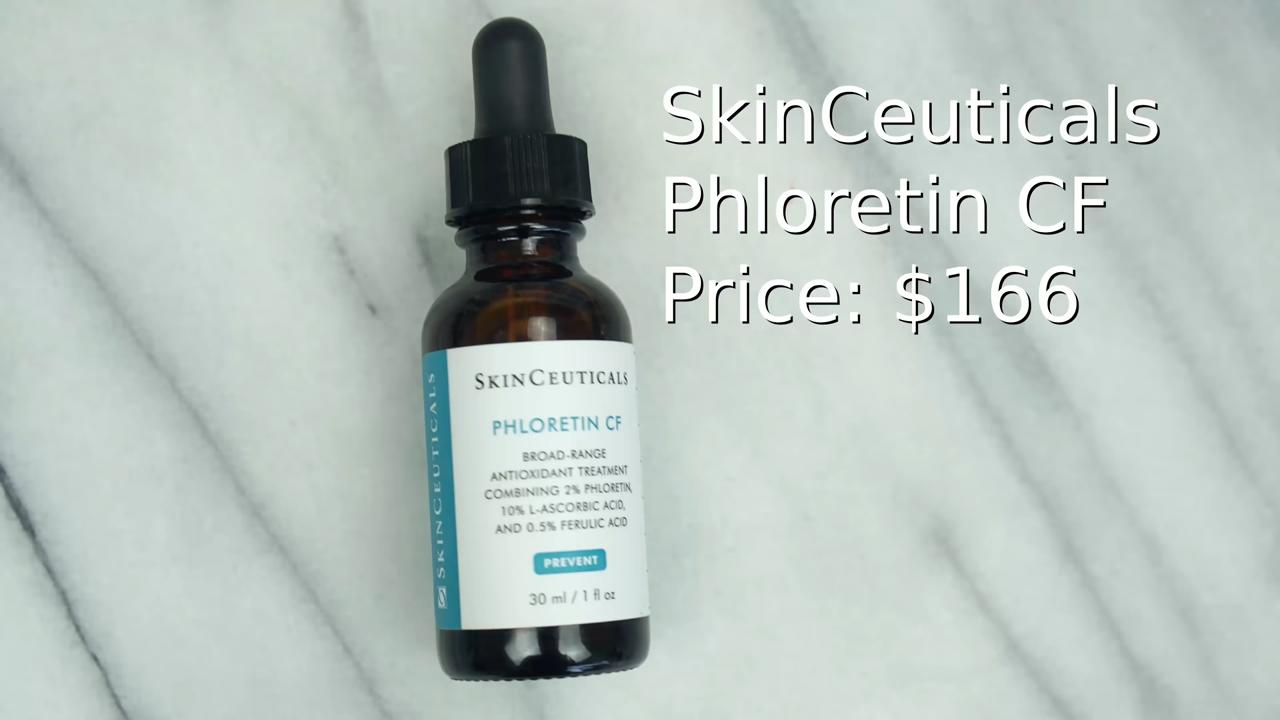 SkinCeuticals
Phloretin CF
Price: $166
SKINCEUTICALS
SKINCEUTICALS
PHLORETIN CF
BROAD-RANGE
ANTIOXIDANT TREATMENT
COMBINING 2% PHLORETIN,
10% L-ASCORBIC ACID,
AND 0.5% FERULIC ACID
PREVENT
30 ml / 1 fl oz